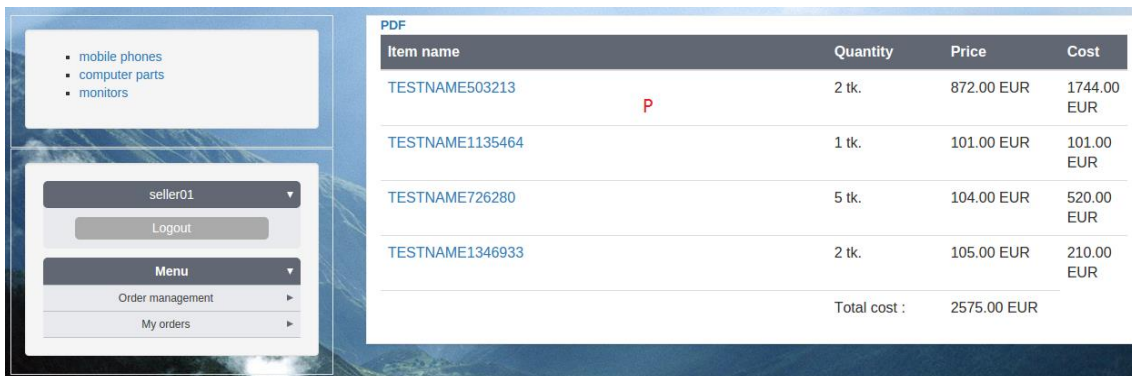 mobile phones
computer parts
monitors
seller01
Logout
Menu
Order management
My orders
PDF
Item name Quantity Price Cost
TESTNAME503213 2 tk. 872.00 EUR 1744.00
EUR
P
TESTNAME1135464 1 tk. 101.00 EUR 101.00
EUR
TESTNAME726280 5 tk. 104.00 EUR 520.00
EUR
TESTNAME1346933 2 tk. 105.00 EUR 210.00
EUR
Total cost : 2575.00 EUR